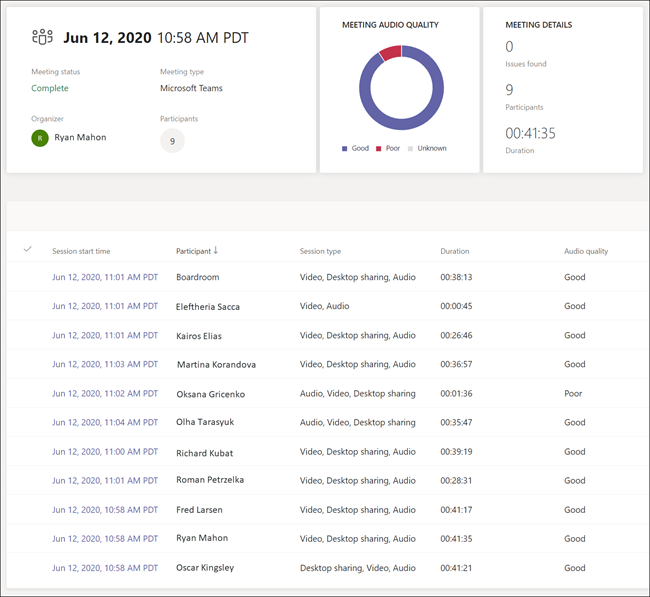 Jun 12, 2020 10:58 AM PDT
Meeting status
Meeting type
Complete
Microsoft Teams
Organizer
Participants
R
Ryan Mahon
9
MEETING AUDIO QUALITY
Good
Poor
Unknown
MEETING DETAILS
0
Issues found
9
Participants
00:41:35
Duration
Session start time Participant ↓ Session type Duration Audio quality
Jun 12, 2020, 11:01 AM PDT Boardroom Video, Desktop sharing, Audio 00:38:13 Good
Jun 12, 2020, 11:01 AM PDT Eleftheria Sacca Video, Audio 00:00:45 Good
Jun 12, 2020, 11:01 AM PDT Kairos Elias Video, Desktop sharing, Audio 00:26:46 Good
Jun 12, 2020, 11:03 AM PDT Martina Korandova Video, Desktop sharing, Audio 00:36:57 Good
Jun 12, 2020, 11:02 AM PDT Oksana Gricenko Audio, Video, Desktop sharing 00:01:36 Poor
Jun 12, 2020, 11:04 AM PDT Olha Tarasyuk Audio, Video, Desktop sharing 00:35:47 Good
Jun 12, 2020, 11:00 AM PDT Richard Kubat Video, Desktop sharing, Audio 00:39:19 Good
Jun 12, 2020, 11:01 AM PDT Roman Petrzelka Video, Desktop sharing, Audio 00:28:31 Good
Jun 12, 2020, 10:58 AM PDT Fred Larsen Video, Desktop sharing, Audio 00:41:17 Good
Jun 12, 2020, 10:58 AM PDT Ryan Mahon Video, Desktop sharing, Audio 00:41:35 Good
Jun 12, 2020, 10:58 AM PDT Oscar Kingsley Desktop sharing, Video, Audio 00:41:21 Good